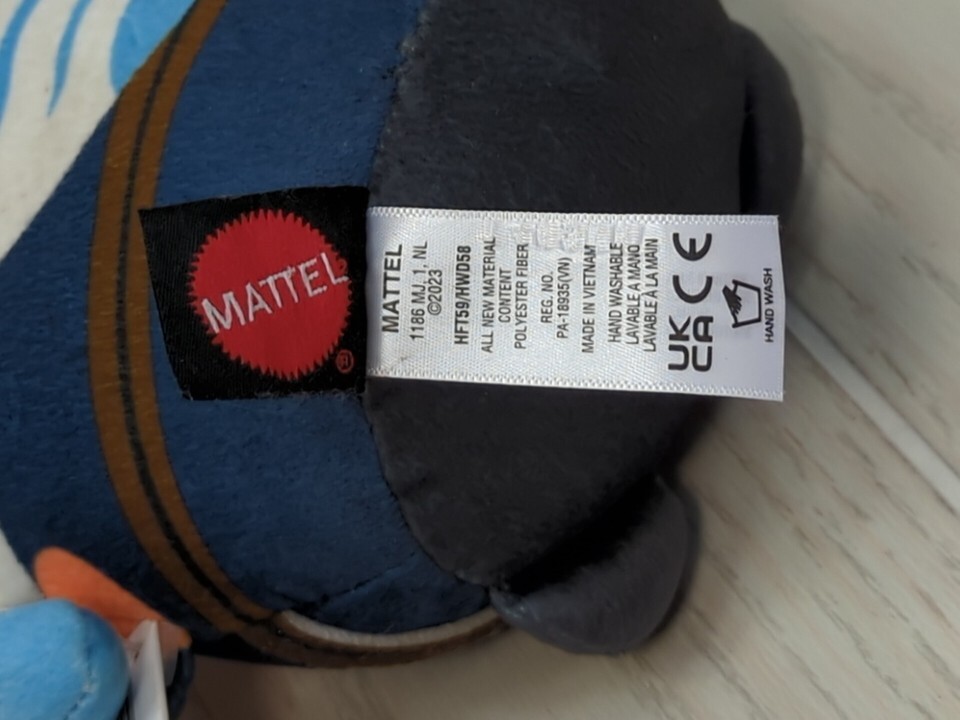 MATTEL
®
MATTEL
1186 MJ, 1, NL
©2023
HFT59/HWD58
ALL NEW MATERIAL
CONTENT
POLYESTER FIBER
REG. NO.
PA-18935(VN)
MADE IN VIETNAM
HAND WASHABLE
LAVABLE A MANO
LAVABLE À LA MAIN
UK
CA
CE
HAND WASH